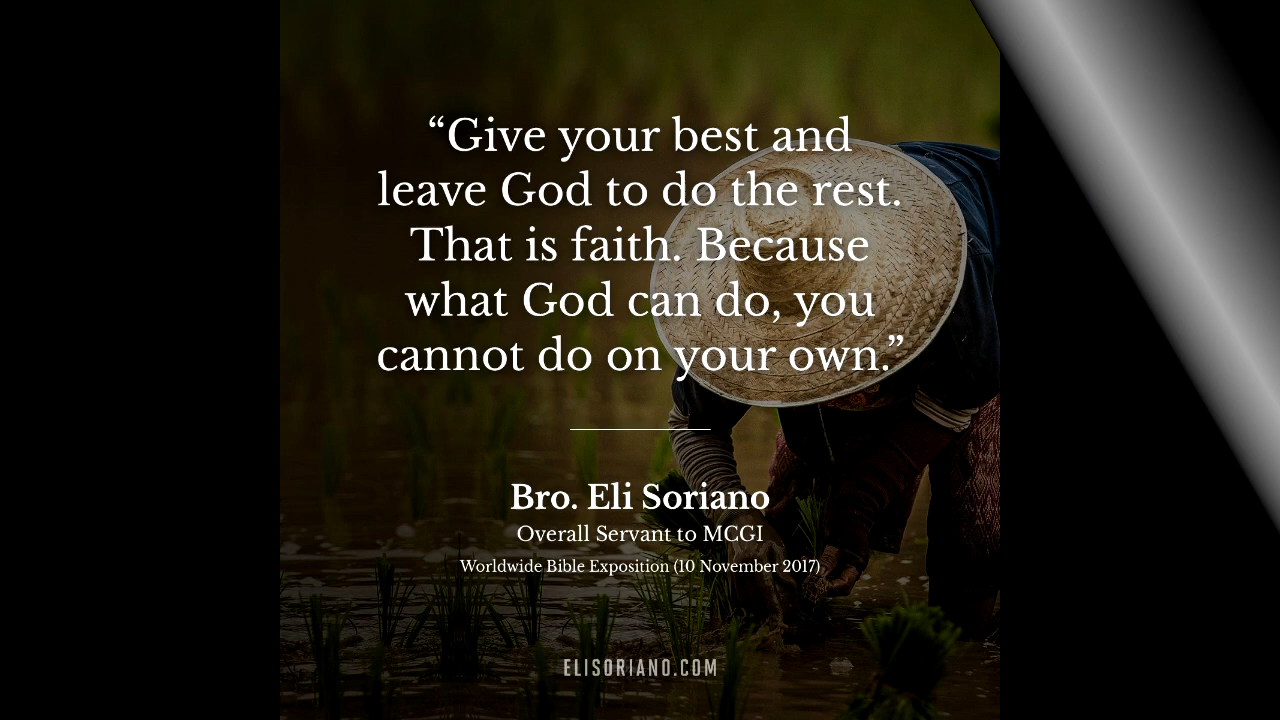 “Give your best and
leave God to do the rest.
That is faith. Because
what God can do, you
cannot do on your own.”
Bro. Eli Soriano
Overall Servant to MCGI
Worldwide Bible Exposition (10 November 2017)
ELISORIANO.COM